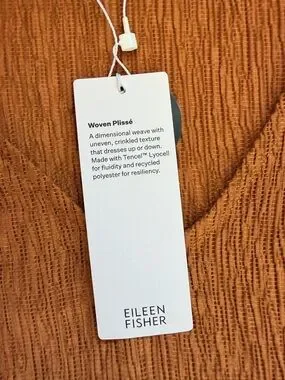 Woven Plissé
A dimensional weave with
uneven, crinkled texture
that dresses up or down.
Made with Tencel™ Lyocell
for fluidity and recycled
polyester for resiliency.
EILEEN
FISHER